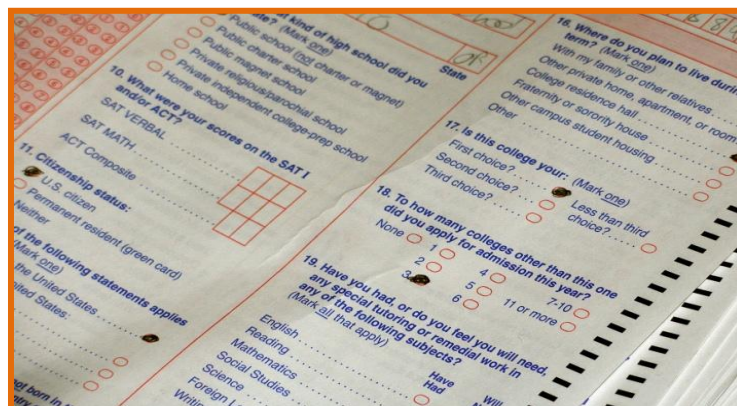 kind of high school did you
(Mark one)
Public school (not charter or magnet)
Public charter school
Public magnet school
Private religious/parochial school
Private independent college-prep school
Home school
OR
State
10. What were your scores on the SAT I
and/or ACT?
SAT VERBAL
SAT MATH
ACT Composite
11. Citizenship status:
U.S. citizen
Permanent resident (green card)
Neither
of the following statements applies
(Mark one)
the United States
United States:
not born in
16. Where do you plan to live
term? (Mark one)
With my family or other relatives
Other private home, apartment, or room
College residence hall
Fraternity or sorority house
Other campus student housing
Other
17. Is this college your: (Mark one)
First choice?
Second choice?
Third choice?
Less than third
choice?
18. To how many colleges other than this one
did you apply for admission this year?
None 1 4 7-10
2 5 11 or more
3 6
19. Have you had, or do you feel you will need,
any special tutoring or remedial work in
any of the following subjects?
(Mark all that apply)
Have
Had
English
Reading
Mathematics
Social Studies
Science
Foreign